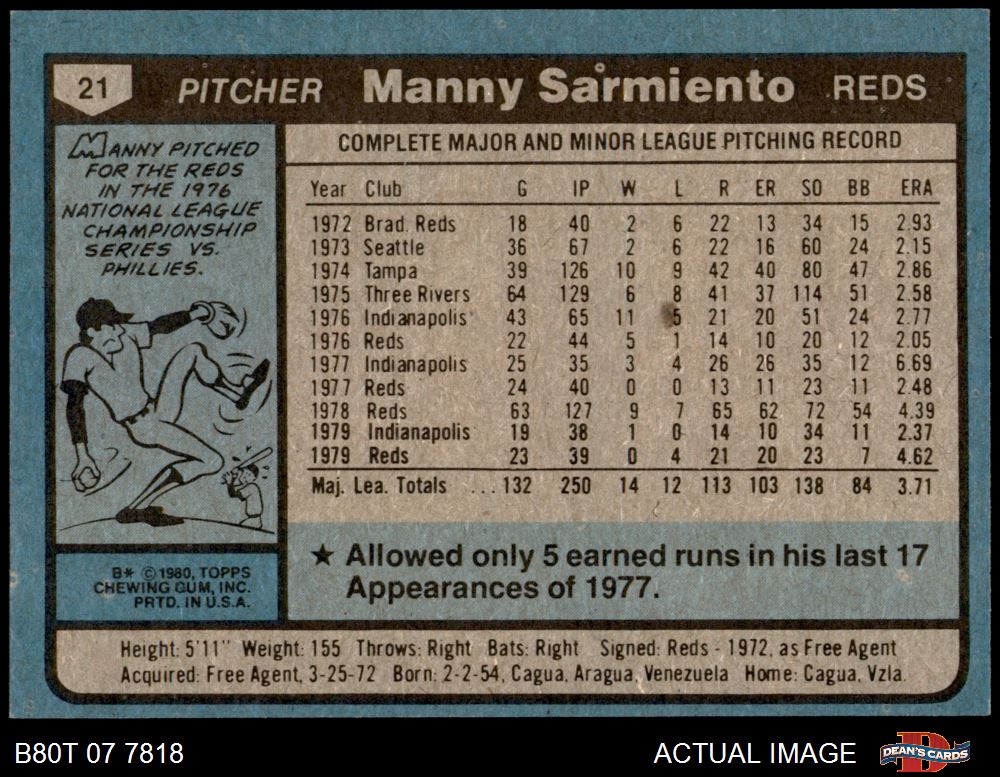 21 PITCHER Manny Sarmiento REDS
MANNY PITCHED
FOR THE REDS
IN THE 1976
NATIONAL LEAGUE
CHAMPIONSHIP
SERIES VS.
PHILLIES.
COMPLETE MAJOR AND MINOR LEAGUE PITCHING RECORD
Year Club G IP W L R ER SO BB ERA
1972 Brad. Reds 18 40 2 6 22 13 34 15 2.93
1973 Seattle 36 67 2 6 22 16 60 24 2.15
1974 Tampa 39 126 10 9 42 40 80 47 2.86
1975 Three Rivers 64 129 6 8 41 37 114 51 2.58
1976 Indianapolis 43 65 11 5 21 20 51 24 2.77
1976 Reds 22 44 5 1 14 10 20 12 2.05
1977 Indianapolis 25 35 3 4 26 26 35 12 6.69
1977 Reds 24 40 0 0 13 11 23 11 2.48
1978 Reds 63 127 9 7 65 62 72 54 4.39
1979 Indianapolis 19 38 1 0 14 10 34 11 2.37
1979 Reds 23 39 0 4 21 20 23 7 4.62
Maj. Lea. Totals ...132 250 14 12 113 103 138 84 3.71
★ Allowed only 5 earned runs in his last 17
Appearances of 1977.
B* © 1980, TOPPS
CHEWING GUM, INC.
PRTD. IN U.S.A.
Height: 5'11" Weight: 155 Throws: Right Bats: Right Signed: Reds - 1972, as Free Agent
Acquired: Free Agent, 3-25-72 Born: 2-2-54, Cagua, Aragua, Venezuela Home: Cagua, Vzla.
B80T 07 7818 ACTUAL IMAGE DEAN'S CARDS